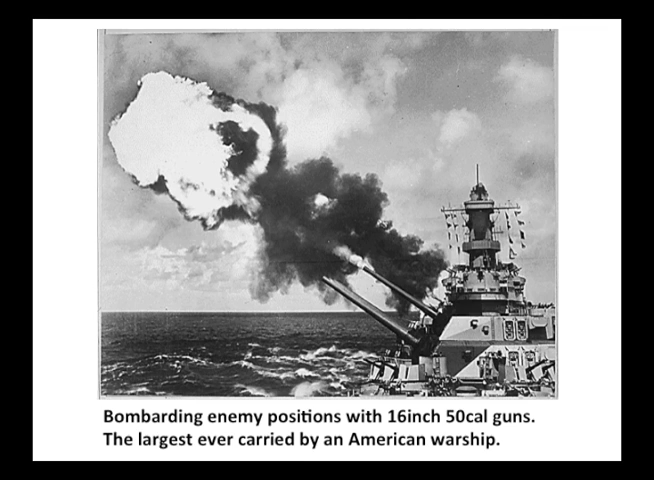 Bombarding enemy positions with 16inch 50cal guns.
The largest ever carried by an American warship.